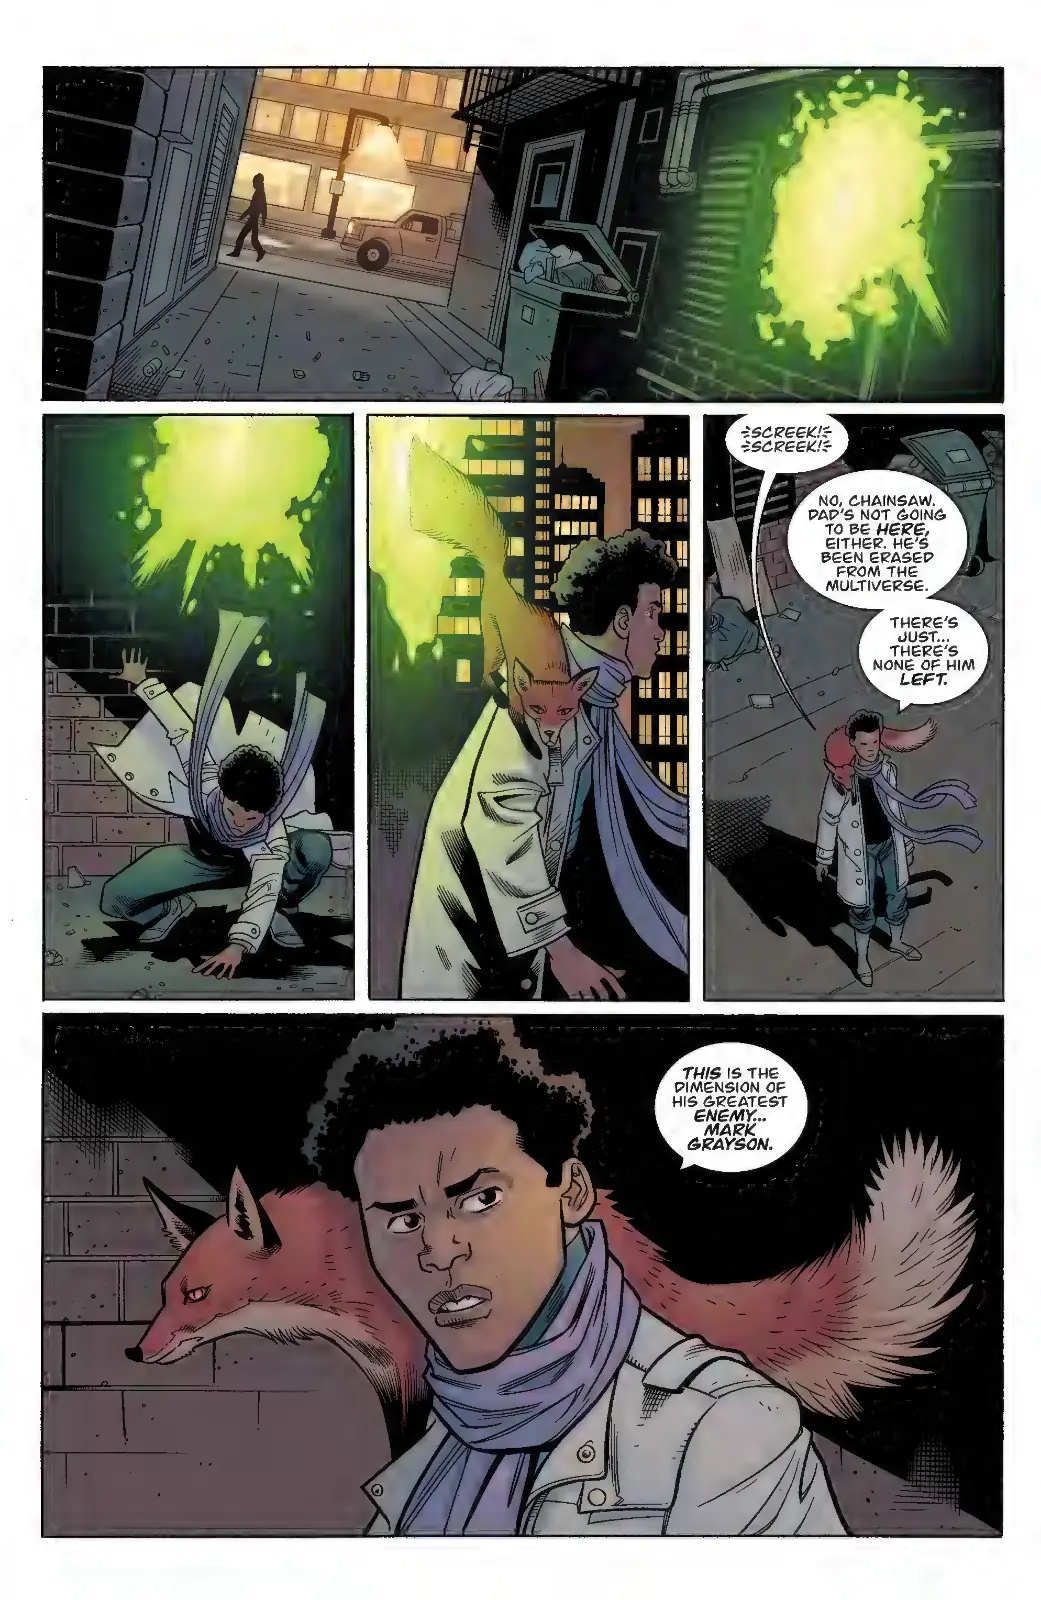 SCREEK!
SCREEK!
NO, CHAINSAW.
DAD'S NOT GOING
TO BE HERE,
EITHER. HE'S
BEEN ERASED
FROM THE
MULTIVERSE.
THERE'S
JUST...
THERE'S
NONE OF HIM
LEFT.
THIS IS THE
DIMENSION OF
HIS GREATEST
ENEMY...
MARK
GRAYSON.